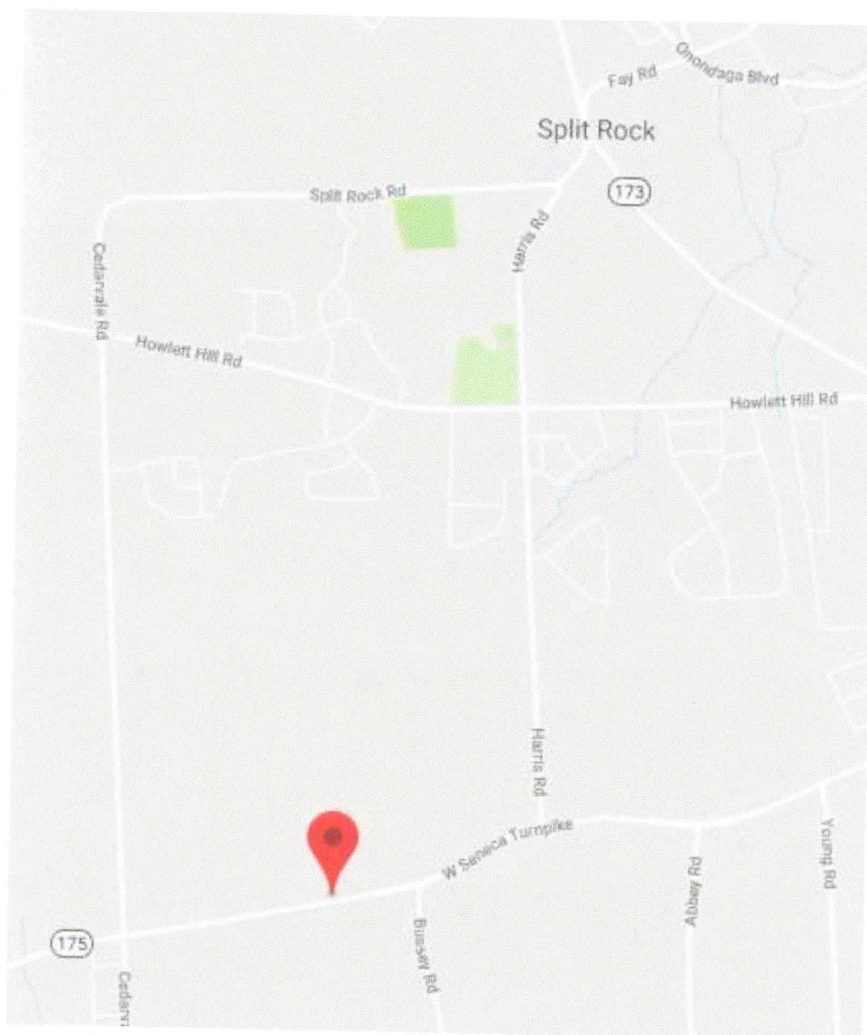 Onondaga Blvd
Fay Rd
Split Rock
173
Split Rock Rd
Harris Rd
Cedarvale Rd
Howlett Hill Rd
Howlett Hill Rd
Harris Rd
W Seneca Turnpike
Young Rd
Abbey Rd
Bussey Rd
175
Cedarv